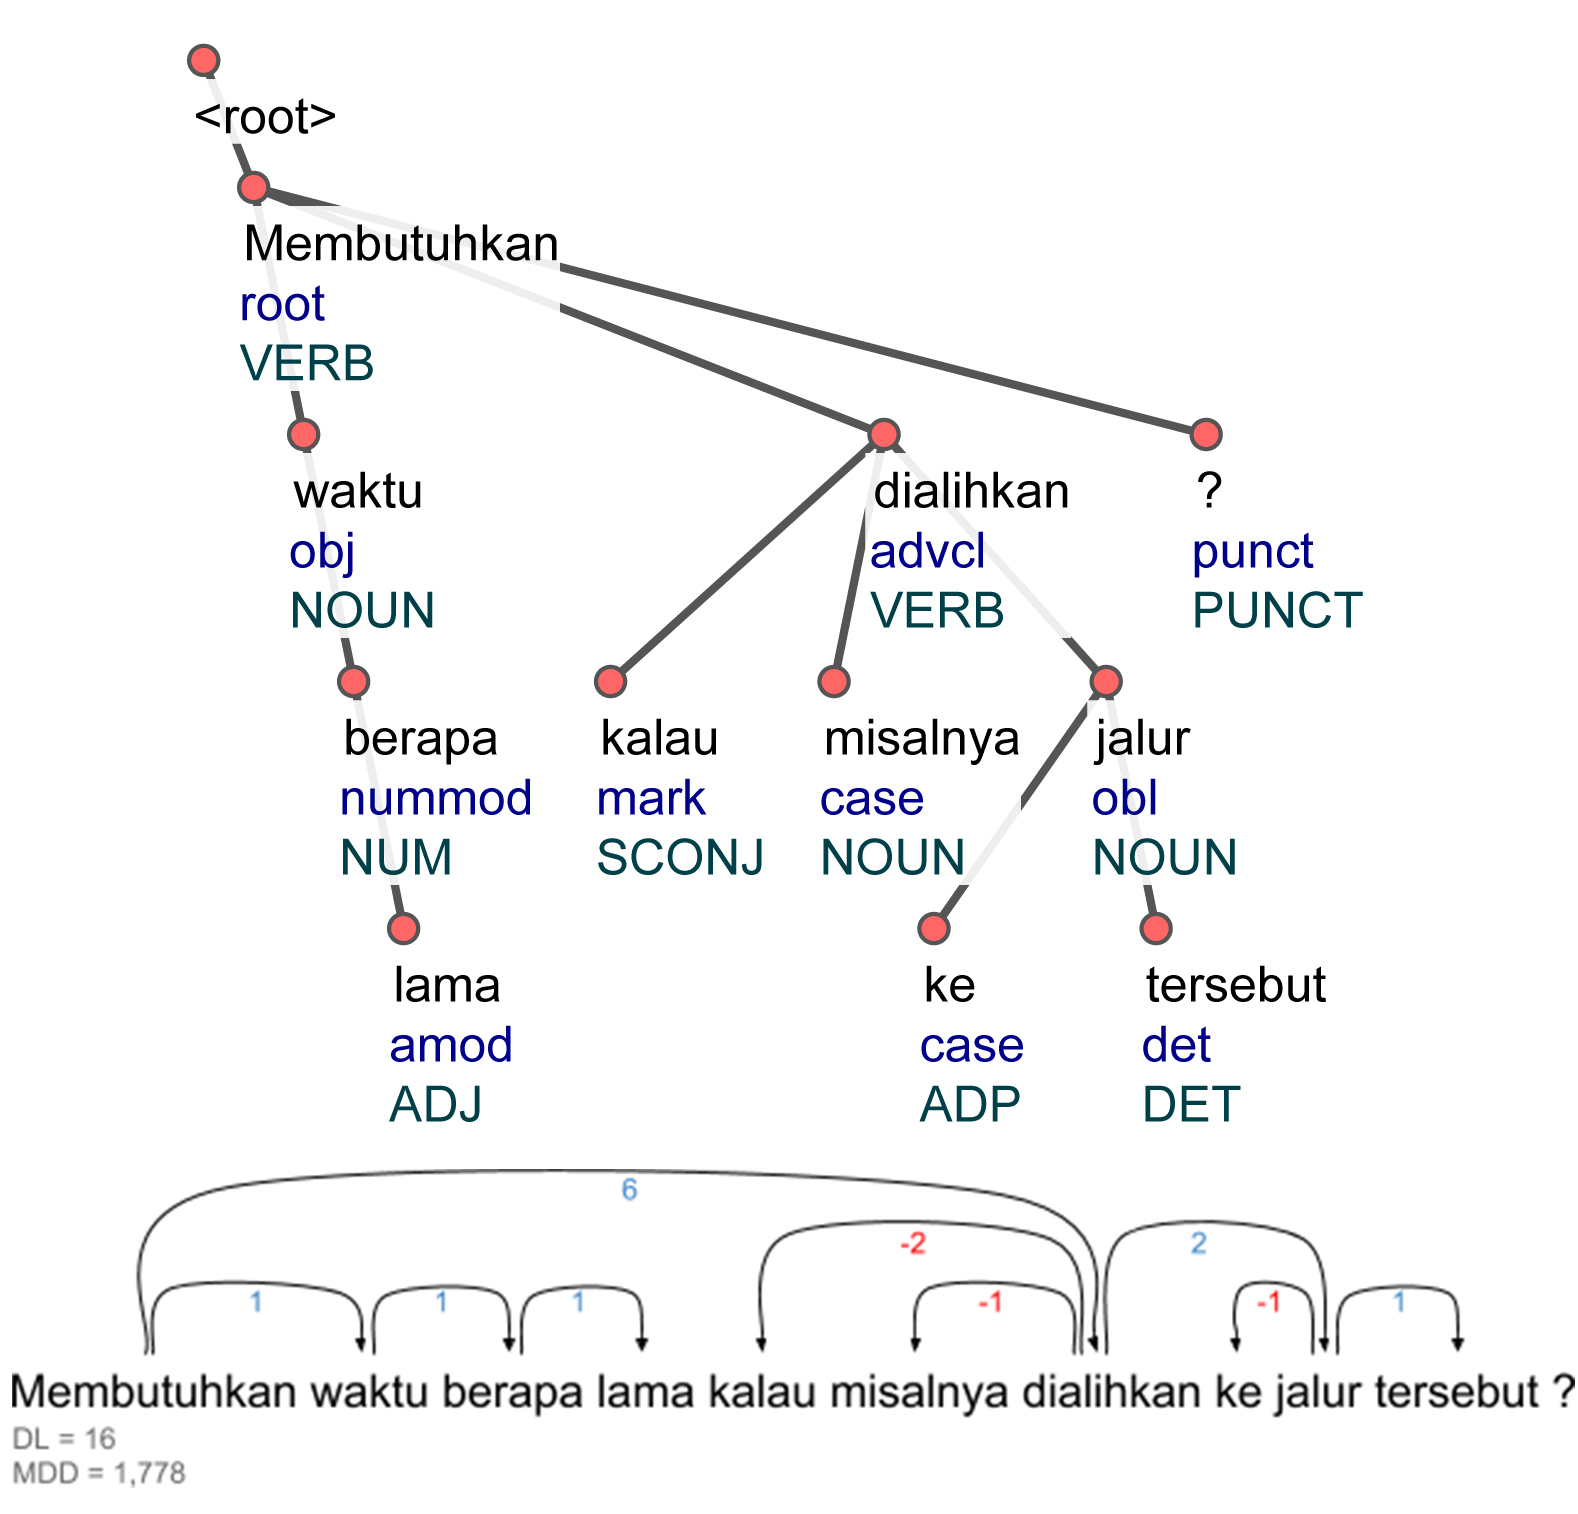 <root>
Membutuhkan
root
VERB
waktu dialihkan ?
obj advcl punct
NOUN VERB PUNCT
berapa kalau misalnya jalur
nummod mark case obl
NUM SCONJ NOUN NOUN
lama ke tersebut
amod case det
ADJ ADP DET
6
-2 2
1 1 1 -1 -1 1
Membutuhkan waktu berapa lama kalau misalnya dialihkan ke jalur tersebut ?
DL = 16
MDD = 1,778